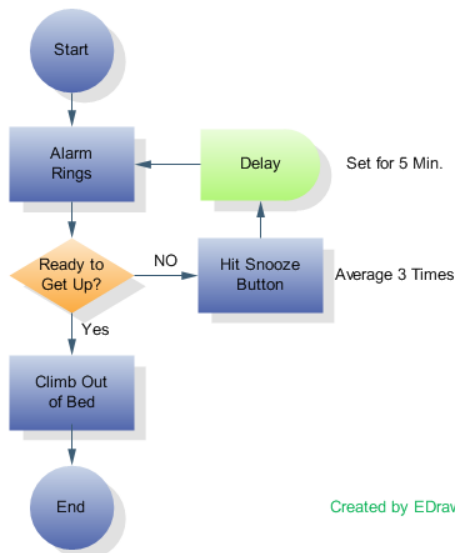 Start
Alarm
Rings
Delay
Set for 5 Min.
Ready to
Get Up?
NO
Hit Snooze
Button
Average 3 Times
Yes
Climb Out
of Bed
End
Created by EDraw